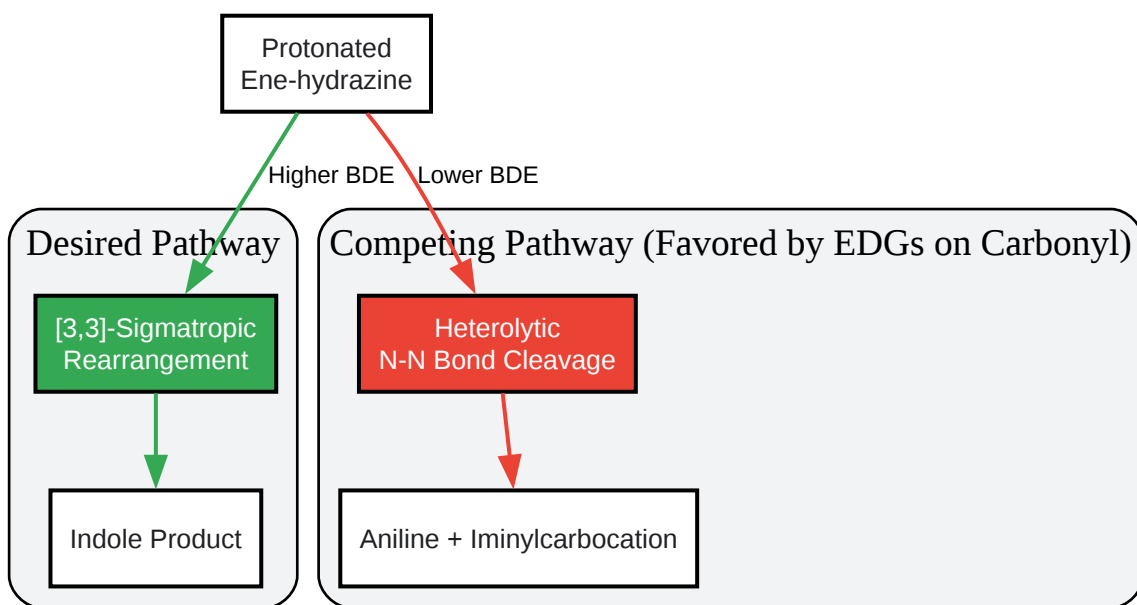 Protonated
Ene-hydrazine
Higher BDE
Lower BDE
Desired Pathway
Competing Pathway (Favored by EDGs on Carbonyl)
[3,3]-Sigmatropic
Rearrangement
Heterolytic
N-N Bond Cleavage
Indole Product
Aniline + Iminylcarbocation